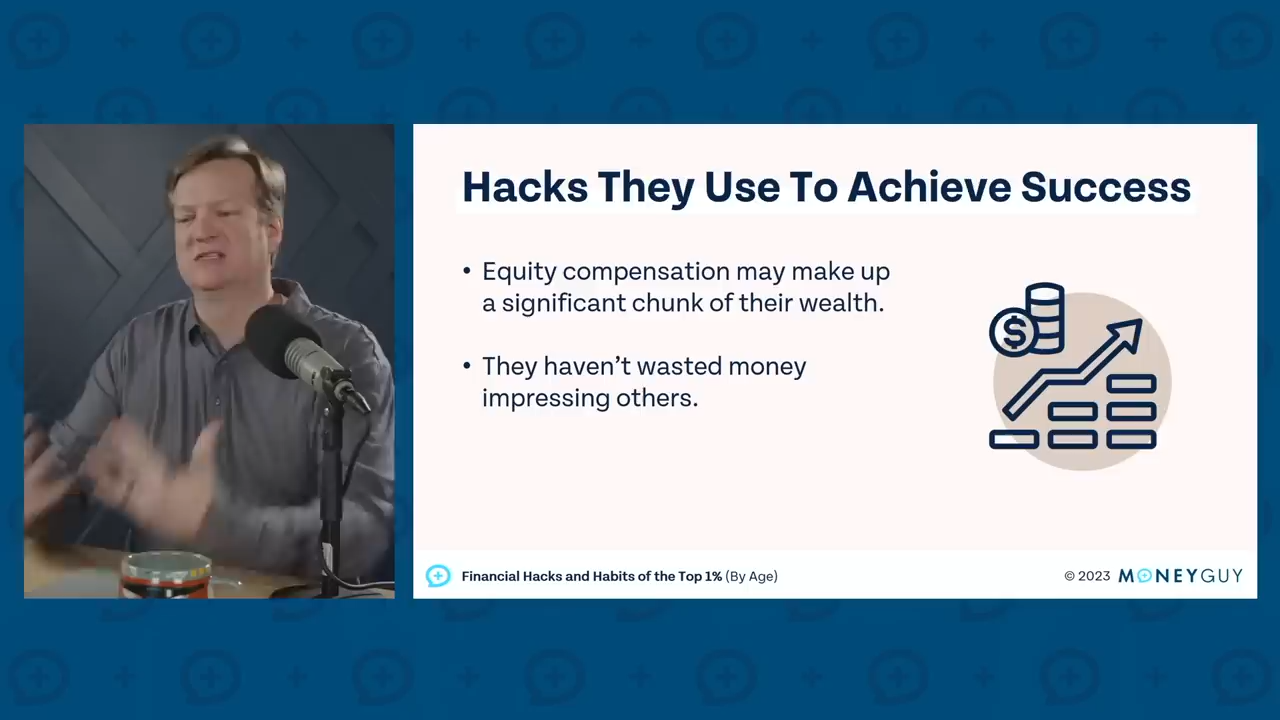 Hacks They Use To Achieve Success
• Equity compensation may make up
a significant chunk of their wealth.
• They haven’t wasted money
impressing others.
$
Financial Hacks and Habits of the Top 1% (By Age)
© 2023 MONEYGUY